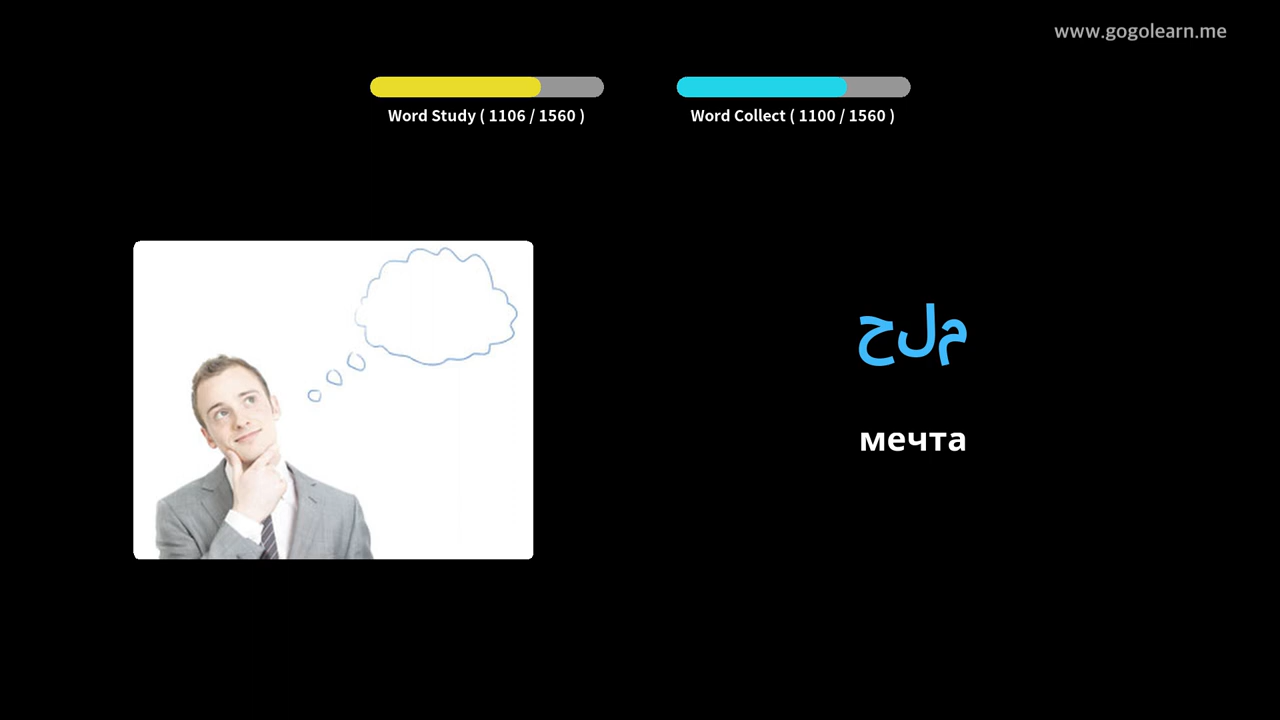 www.gogolearn.me
Word Study ( 1106 / 1560 )
Word Collect ( 1100 / 1560 )
حلم
мечта